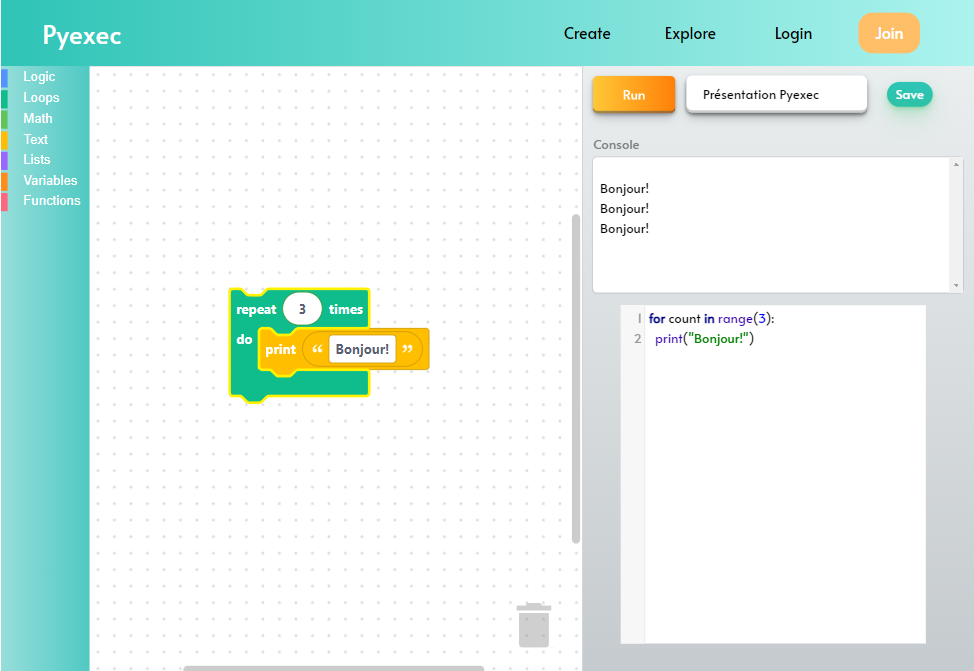 Pyexec
Create Explore Login Join
Logic
Loops
Math
Text
Lists
Variables
Functions
repeat 3 times
do print “ Bonjour! ”
Run Présentation Pyexec Save
Console
Bonjour!
Bonjour!
Bonjour!
1 for count in range(3):
2 print("Bonjour!")